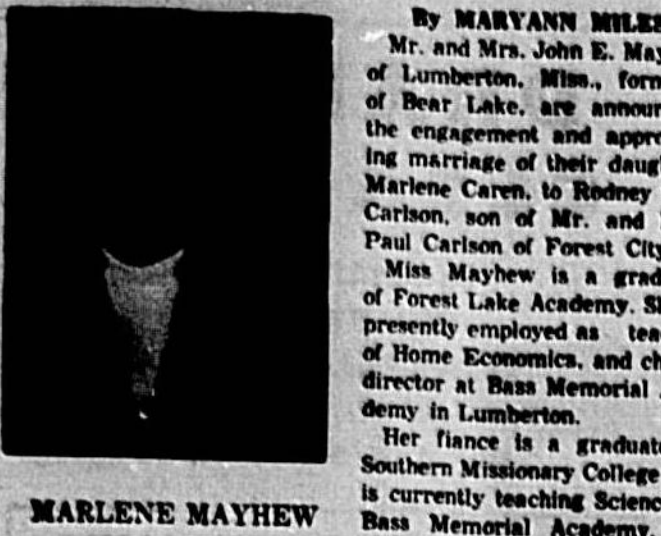 By MARYANN MILES
Mr. and Mrs. John E. May
of Lumberton, Miss., form
of Bear Lake, are announ
the engagement and appro
ing marriage of their daug
Marlene Caren, to Rodney
Carlson, son of Mr. and
Paul Carlson of Forest City
Miss Mayhew is a grad
of Forest Lake Academy. S
presently employed as tea
of Home Economics, and ch
director at Bass Memorial
demy in Lumberton.
Her fiance is a graduate
Southern Missionary College
is currently teaching Scienc
Bass Memorial Academy.
MARLENE MAYHEW